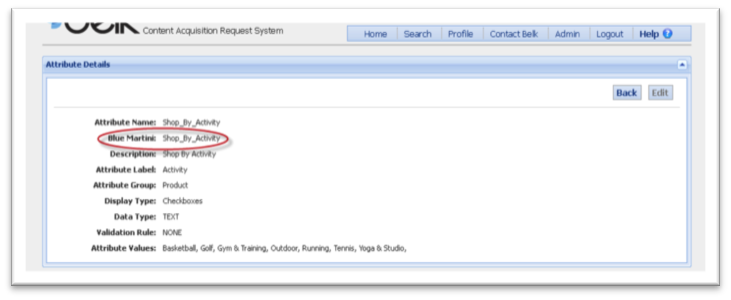 Belk Content Acquisition Request System
Home Search Profile Contact Belk Admin Logout Help ?
Attribute Details
Back Edit
Attribute Name: Shop_By_Activity
Blue Martini: Shop_By_Activity
Description: Shop By Activity
Attribute Label: Activity
Attribute Group: Product
Display Type: Checkboxes
Data Type: TEXT
Validation Rule: NONE
Attribute Values: Basketball, Golf, Gym & Training, Outdoor, Running, Tennis, Yoga & Studio,